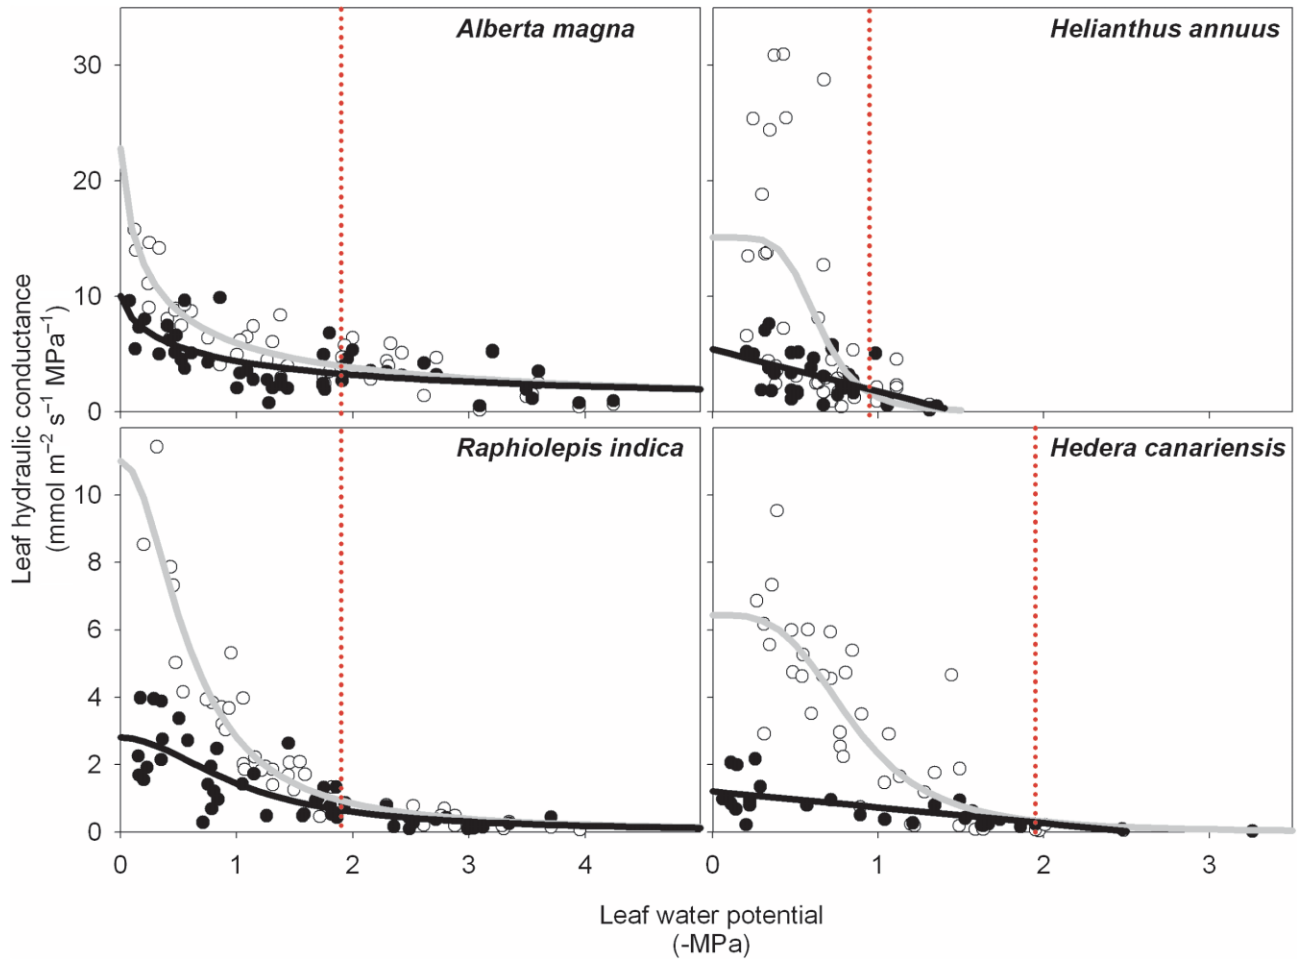 Alberta magna
Helianthus annuus
30
20
10
0
Raphiolepis indica
Hedera canariensis
10
8
6
4
2
0
0 1 2 3 4
0 1 2 3
Leaf hydraulic conductance
(mmol m⁻² s⁻¹ MPa⁻¹)
Leaf water potential
(-MPa)